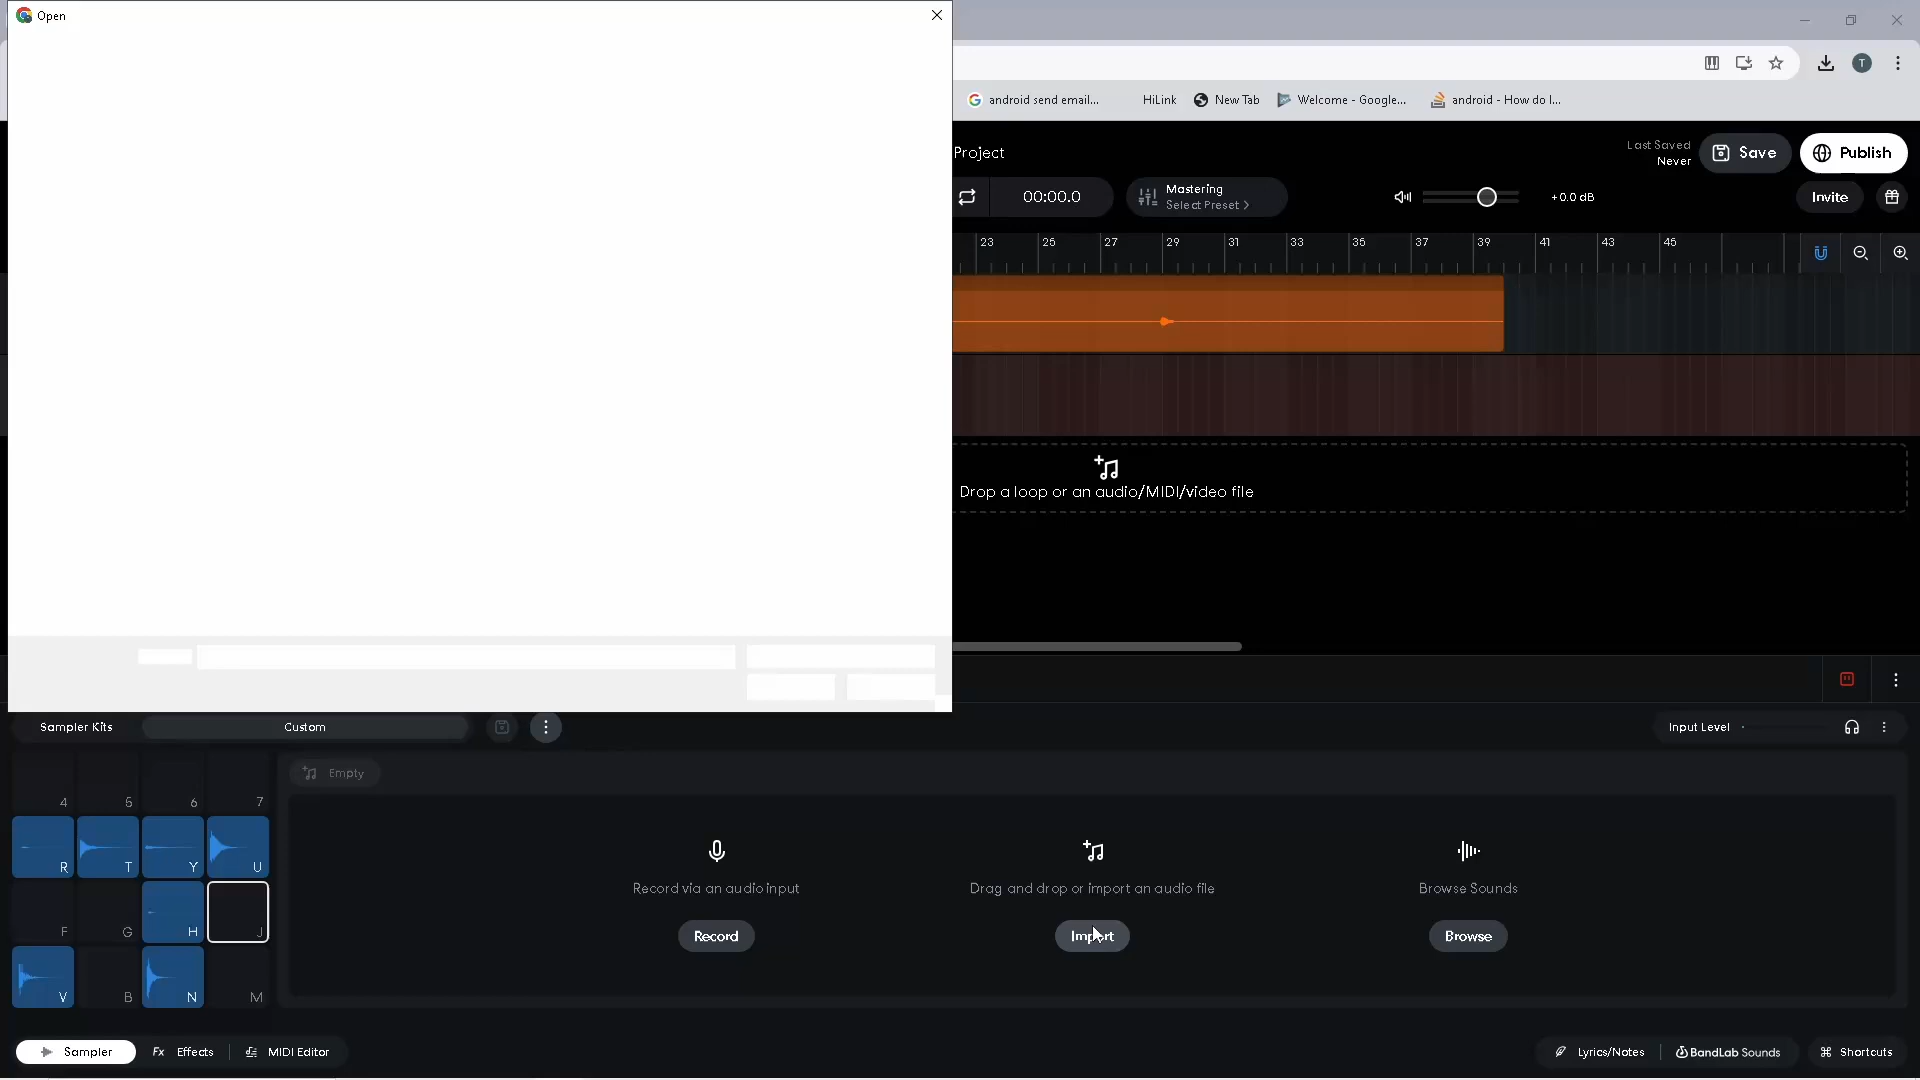 Open
android send email...
HiLink
New Tab
Welcome - Google...
android - How do I...
T
Project
Last Saved
Never
Save
Publish
00:00.0
Mastering
Select Preset >
+0.0 dB
Invite
23 25 27 29 31 33 35 37 39 41 43 45
Drop a loop or an audio/MIDI/video file
Sampler Kits
Custom
Input Level
Empty
4 5 6 7
R T Y U
F G H J
V B N M
Record via an audio input
Drag and drop or import an audio file
Browse Sounds
Record
Import
Browse
Sampler
Fx Effects
MIDI Editor
Lyrics/Notes
BandLab Sounds
Shortcuts